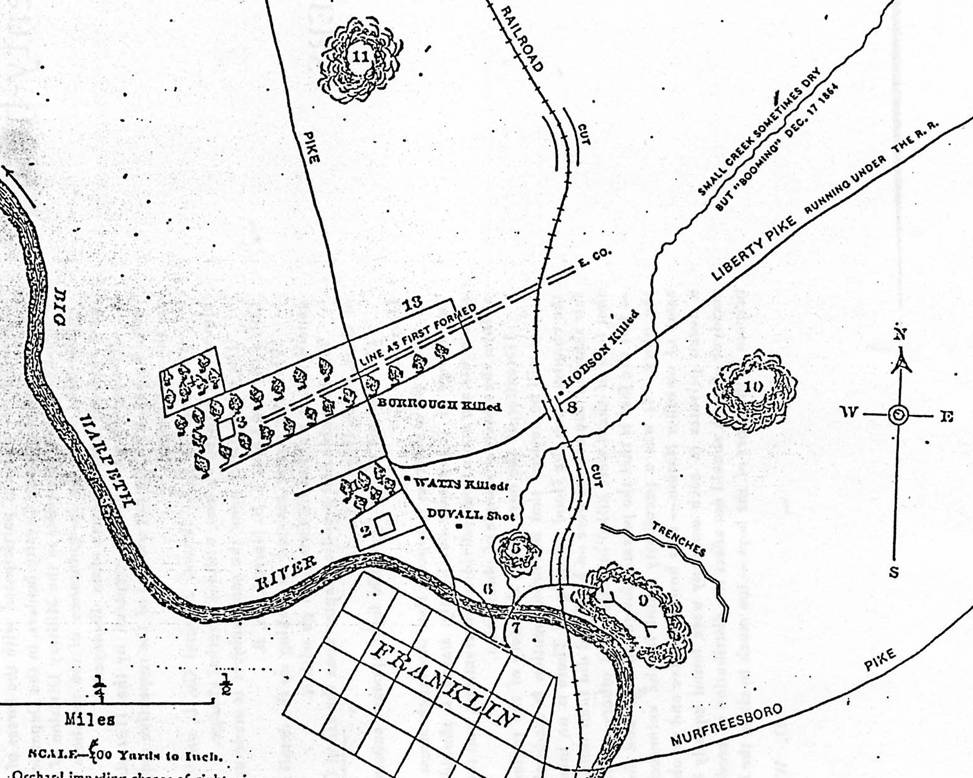 11
RAILROAD
PIKE
CUT
SMALL CREEK SOMETIMES DRY
BUT "BOOMING" DEC. 17 1864
LIBERTY PIKE RUNNING UNDER THE R. R.
E. CO.
13
LINE AS FIRST FORMED
BIG
HARPETH
RIVER
HOBSON Killed
BURROUGH Killed
8
10
N
W
E
S
WATTS Killed
DUVALL Shot
CUT
2
5
TRENCHES
6
9
7
FRANKLIN
PIKE
MURFREESBORO
1/4
1/2
Miles
Yards to Inch.